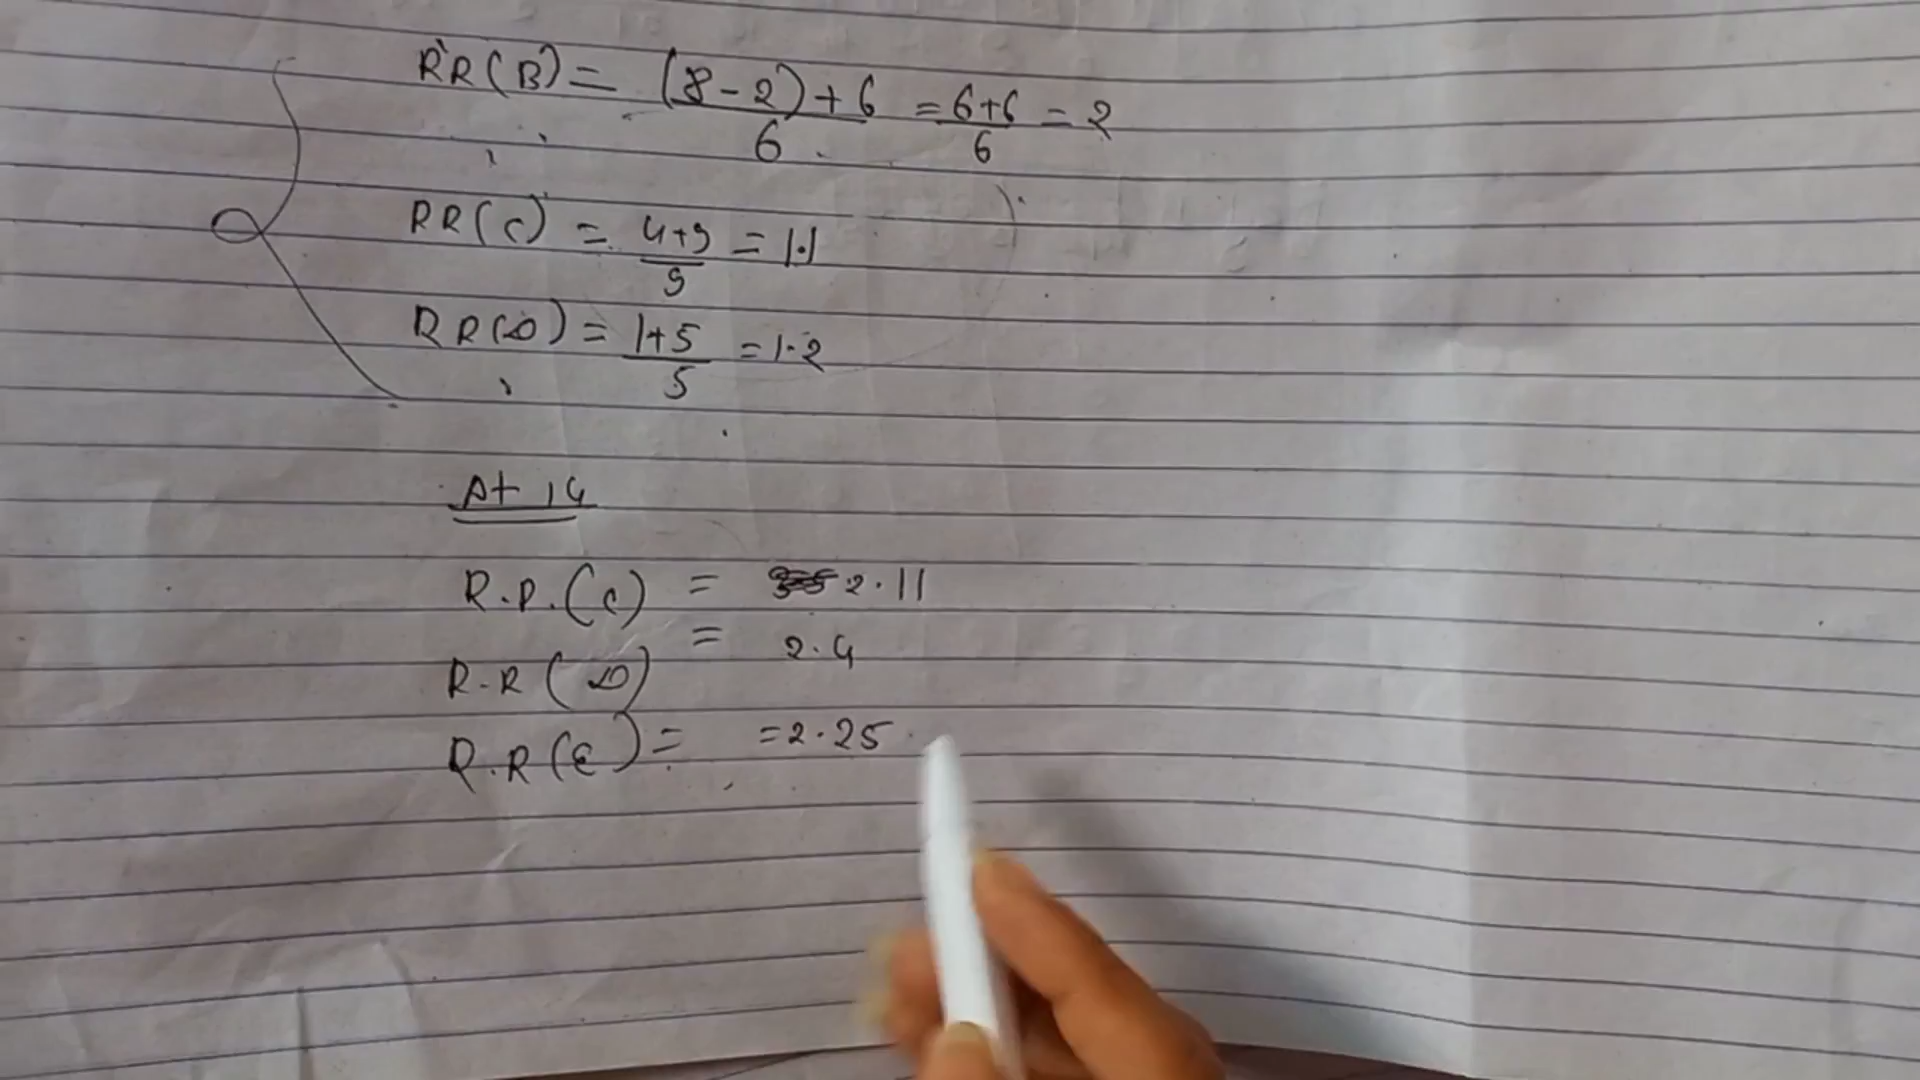 RR(B) = (8-2)+6/6 = 6+6/6 = 2
RR(C) = 4+9/9 = 1.1
RR(D) = 1+5/5 = 1.2
At 14
R.R.(C) = 2.11
R.R(D) = 2.4
R.R(E) = = 2.25